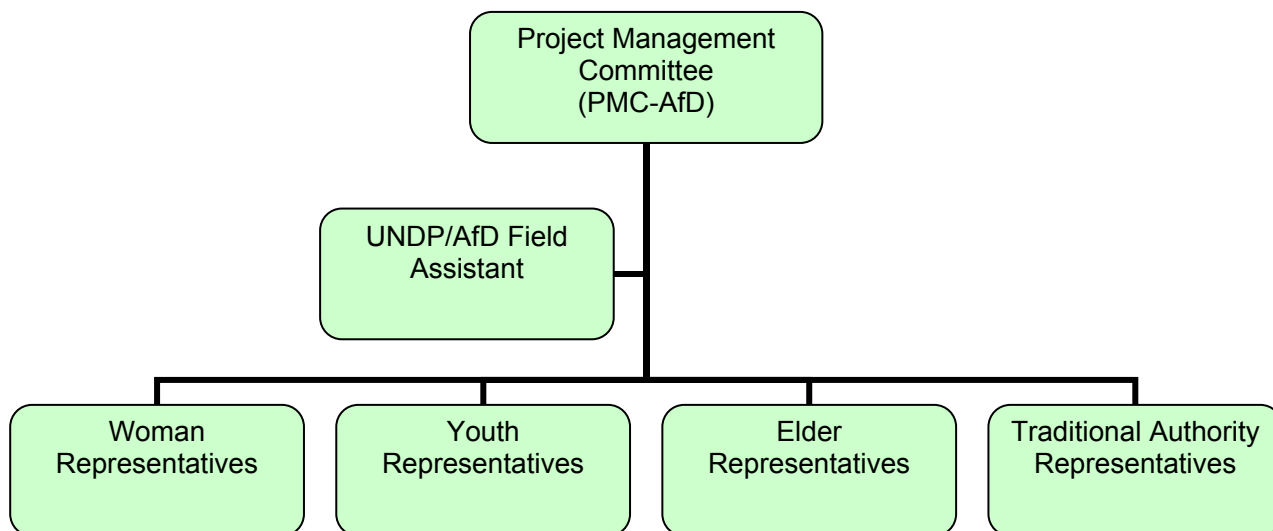 Project Management
Committee
(PMC-AfD)
UNDP/AfD Field
Assistant
Woman
Representatives
Youth
Representatives
Elder
Representatives
Traditional Authority
Representatives